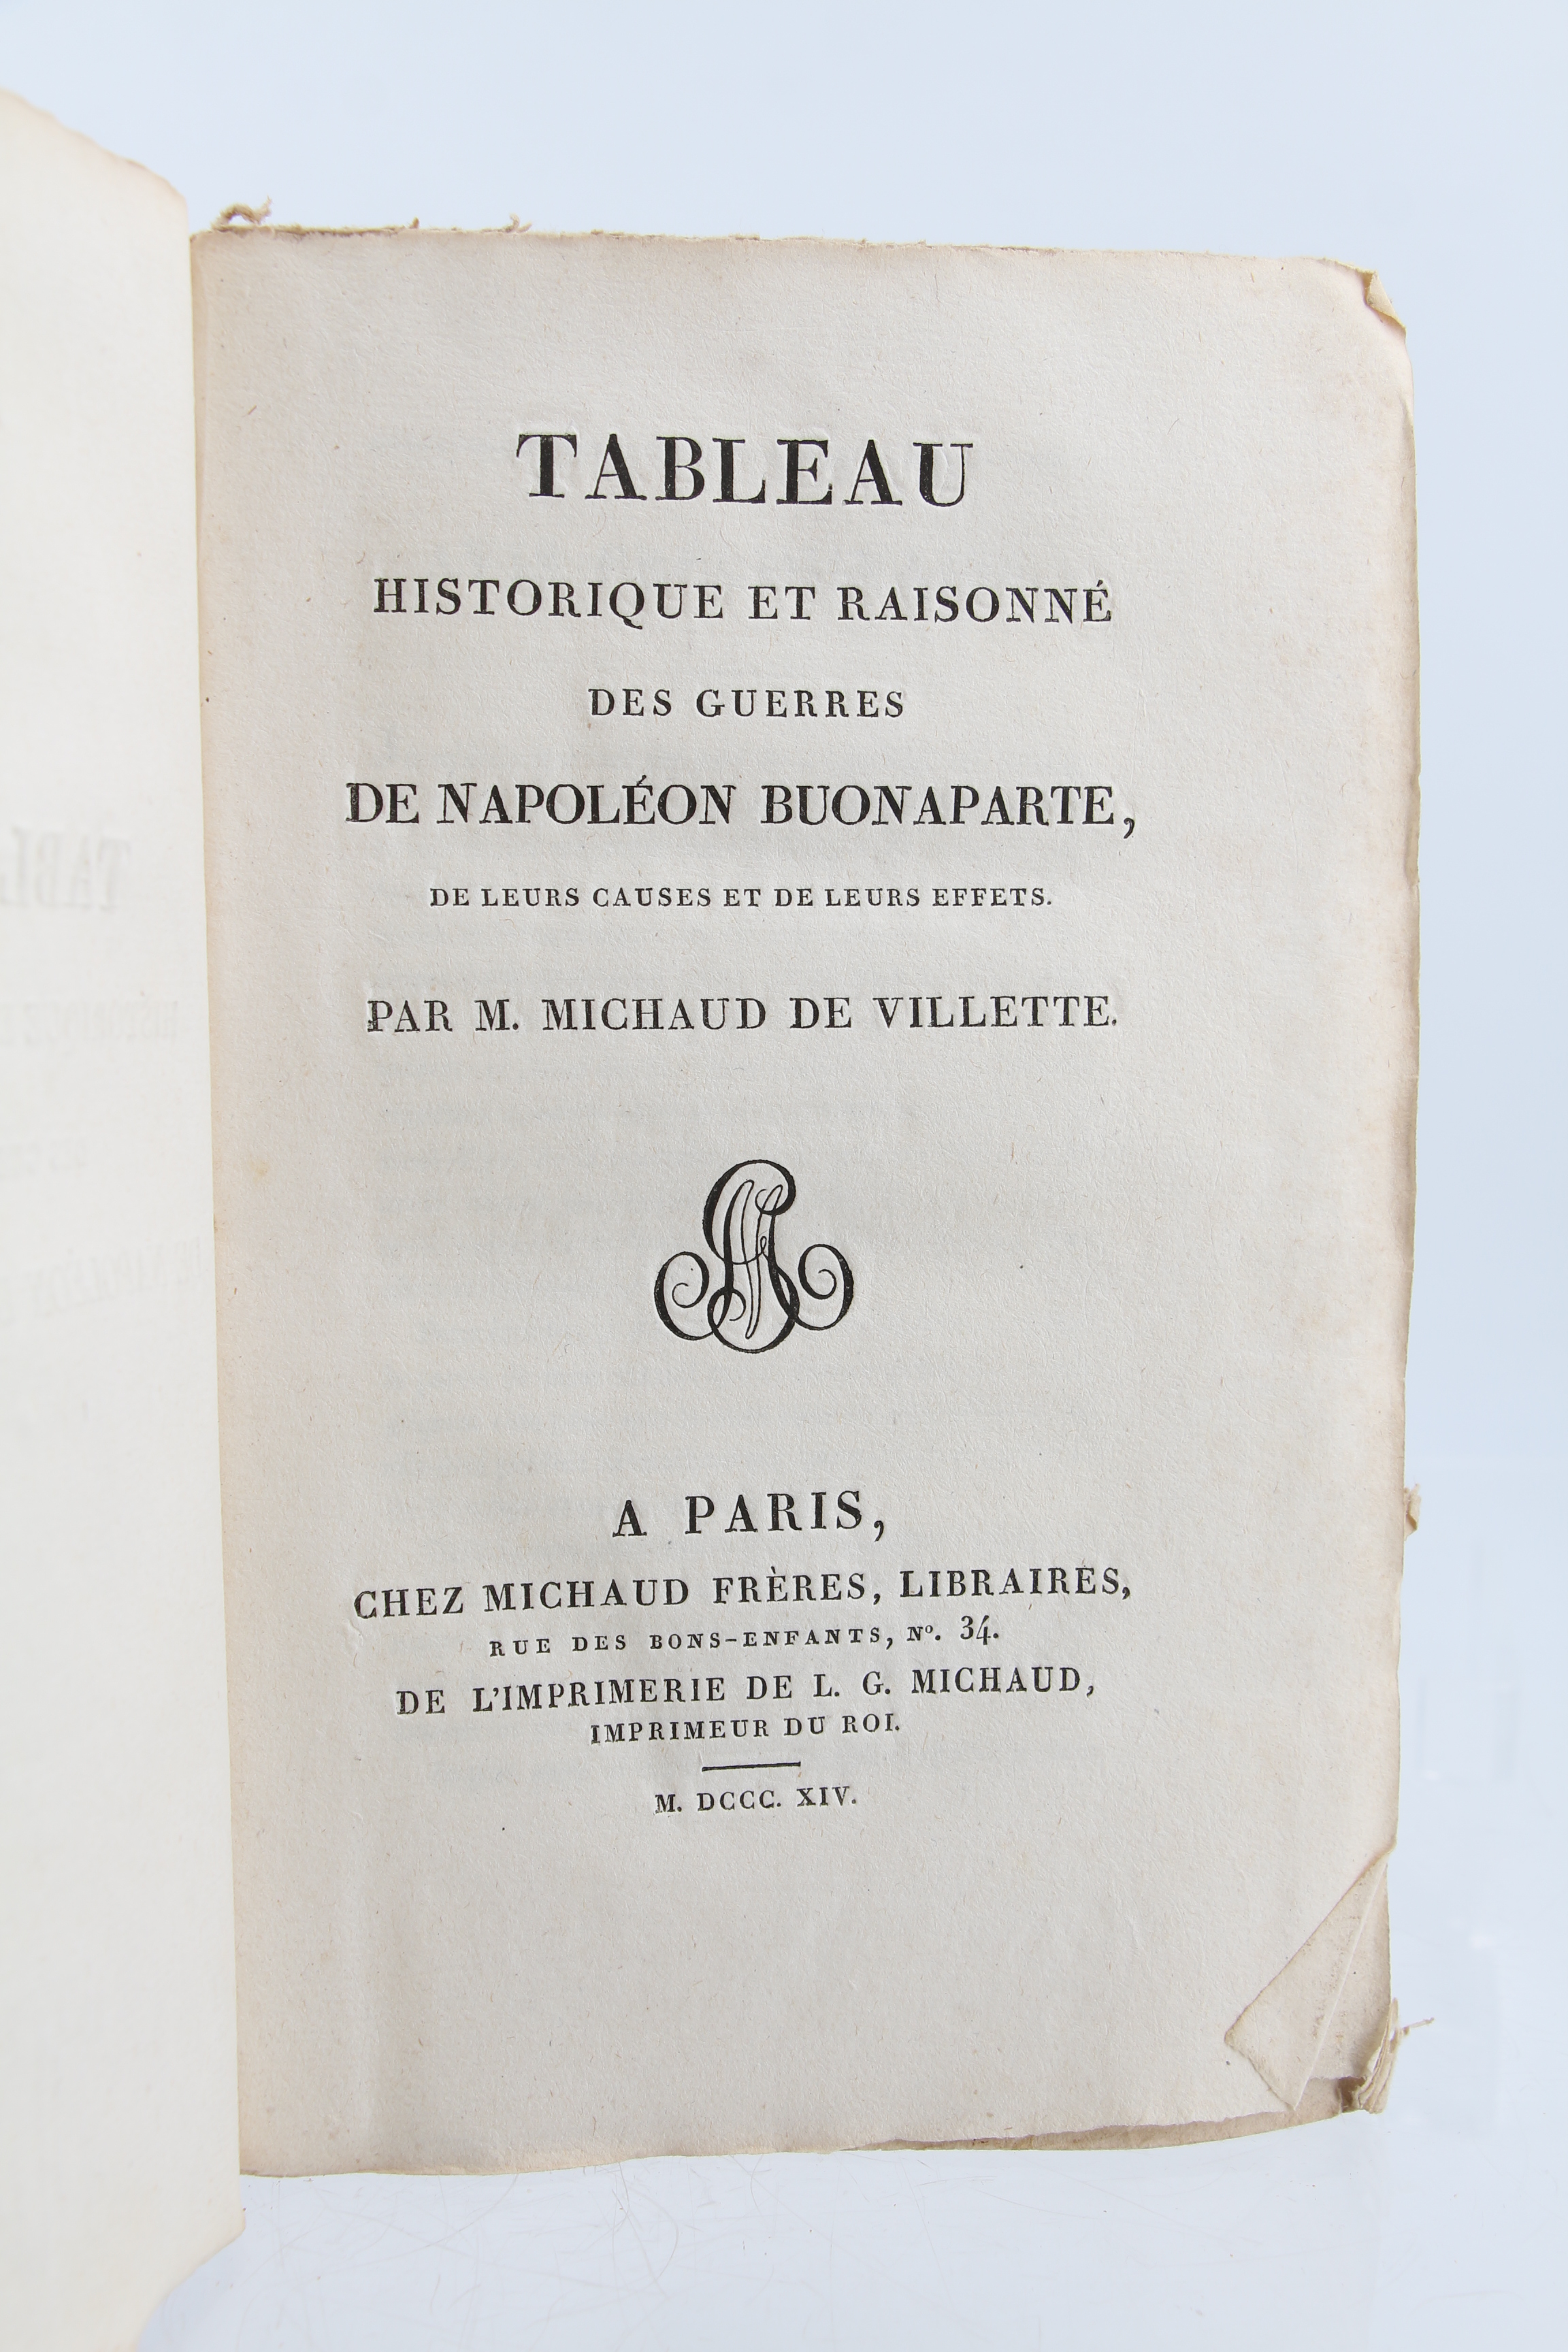 TABLEAU
HISTORIQUE ET RAISONNÉ
DES GUERRES
DE NAPOLÉON BUONAPARTE,
DE LEURS CAUSES ET DE LEURS EFFETS.
PAR M. MICHAUD DE VILLETTE.
A PARIS,
CHEZ MICHAUD FRÈRES, LIBRAIRES,
RUE DES BONS-ENFANTS, Nº. 34.
DE L'IMPRIMERIE DE L. G. MICHAUD,
IMPRIMEUR DU ROI.
M. DCCC. XIV.